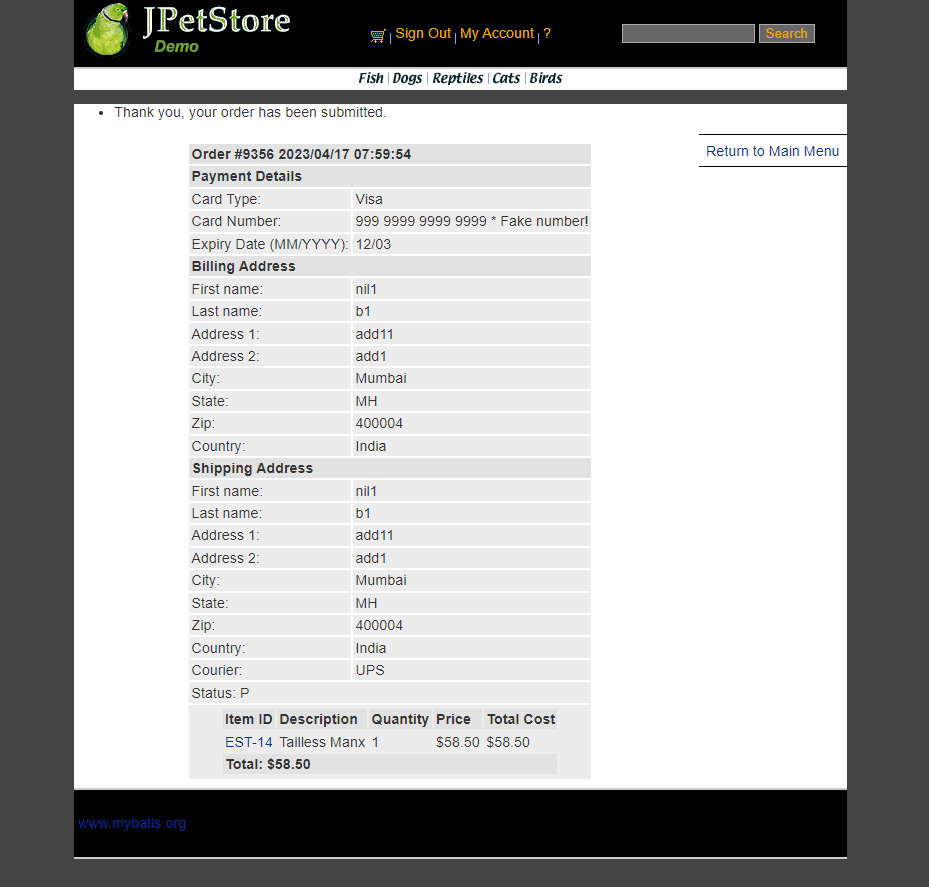 JPetStore
Demo
Sign Out | My Account | ?
Search
Fish | Dogs | Reptiles | Cats | Birds
• Thank you, your order has been submitted.
Return to Main Menu
Order #9356 2023/04/17 07:59:54
Payment Details
Card Type: Visa
Card Number: 999 9999 9999 9999 * Fake number!
Expiry Date (MM/YYYY): 12/03
Billing Address
First name: nil1
Last name: b1
Address 1: add11
Address 2: add1
City: Mumbai
State: MH
Zip: 400004
Country: India
Shipping Address
First name: nil1
Last name: b1
Address 1: add11
Address 2: add1
City: Mumbai
State: MH
Zip: 400004
Country: India
Courier: UPS
Status: P
Item ID Description Quantity Price Total Cost
EST-14 Tailless Manx 1 $58.50 $58.50
Total: $58.50
www.mybatis.org